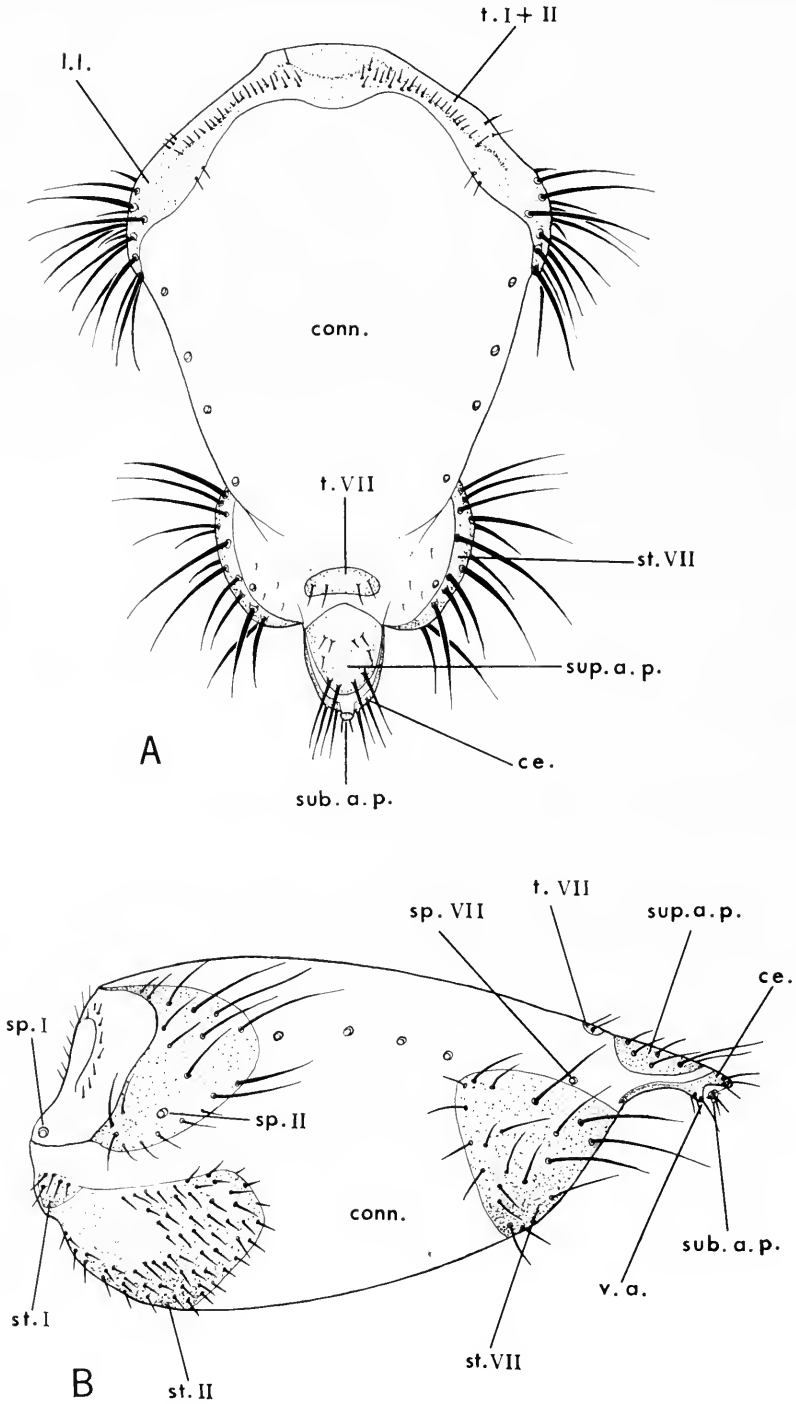 t.I + II
l.l.
conn.
t.VII
st.VII
sup.a.p.
A
ce.
sub.a.p.
t.VII
sp.VII
sup.a.p.
ce.
sp.I
sp.II
conn.
sub.a.p.
v.a.
st.I
st.VII
B
st.II